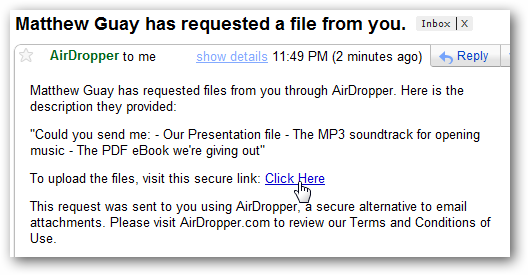 Matthew Guay has requested a file from you. Inbox | X
AirDropper to me show details 11:49 PM (2 minutes ago) Reply
Matthew Guay has requested files from you through AirDropper. Here is the
description they provided:
"Could you send me: - Our Presentation file - The MP3 soundtrack for opening
music - The PDF eBook we're giving out"
To upload the files, visit this secure link: Click Here
This request was sent to you using AirDropper, a secure alternative to email
attachments. Please visit AirDropper.com to review our Terms and Conditions of
Use.